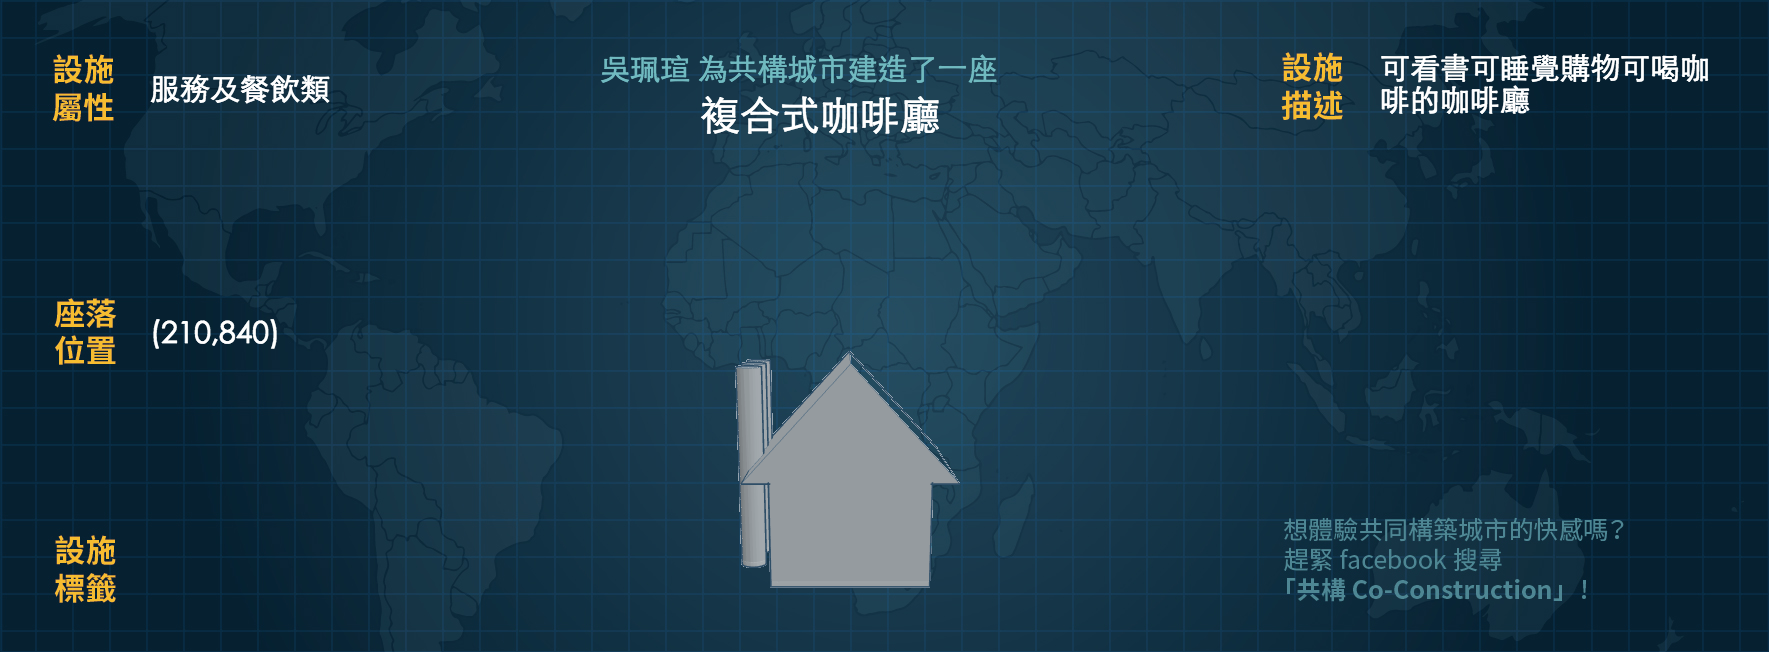 設施
屬性
服務及餐飲類
吳珮瑄 為共構城市建造了一座
複合式咖啡廳
設施
描述
可看書可睡覺購物可喝咖
啡的咖啡廳
座落
位置
(210,840)
設施
標籤
想體驗共同構築城市的快感嗎?
趕緊 facebook 搜尋
「共構 Co-Construction」!